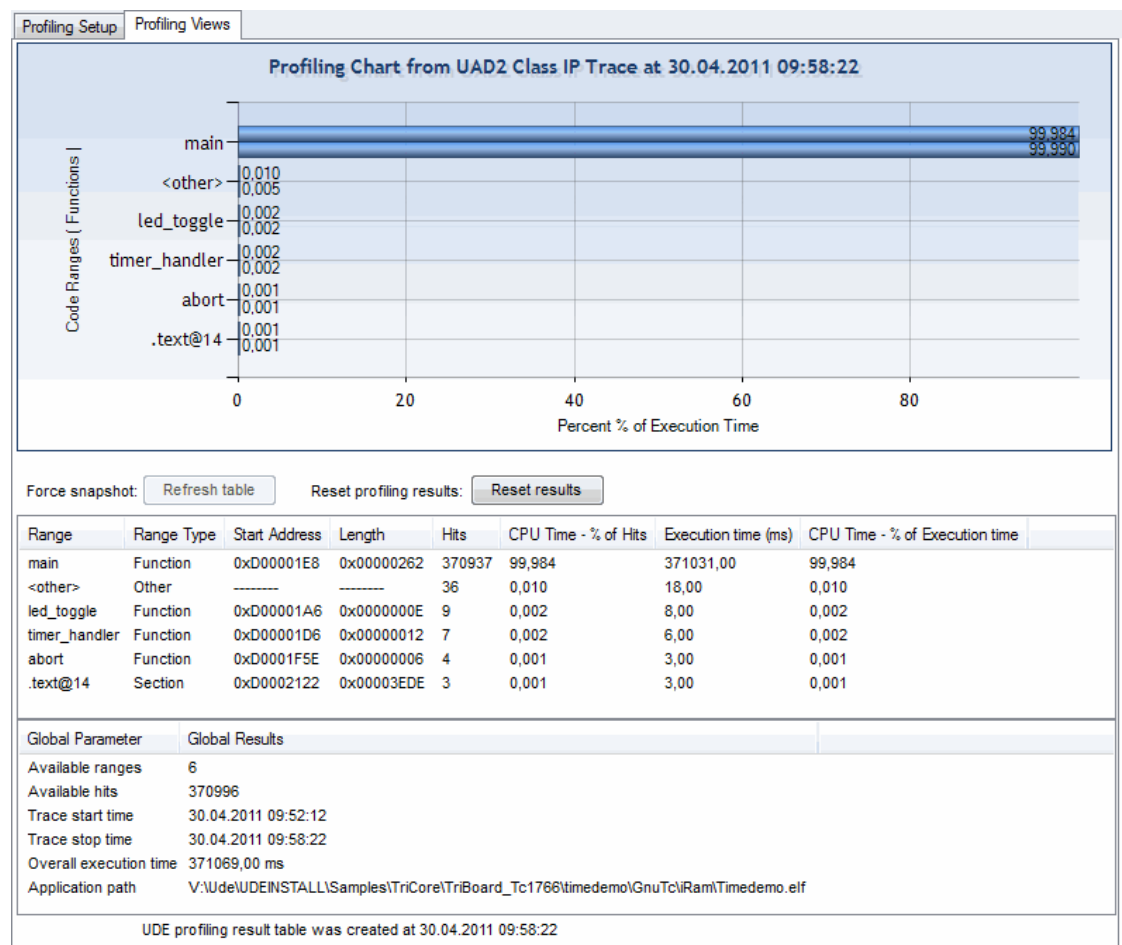 Profiling Setup Profiling Views
Profiling Chart from UAD2 Class IP Trace at 30.04.2011 09:58:22
Code Ranges ( Functions )
main 99,984
99,990
<other> 0,010
0,005
led_toggle 0,002
0,002
timer_handler 0,002
0,002
abort 0,001
0,001
.text@14 0,001
0,001
0 20 40 60 80
Percent % of Execution Time
Force snapshot: Refresh table Reset profiling results: Reset results
Range Range Type Start Address Length Hits CPU Time - % of Hits Execution time (ms) CPU Time - % of Execution time
main Function 0xD00001E8 0x00000262 370937 99,984 371031,00 99,984
<other> Other -------- -------- 36 0,010 18,00 0,010
led_toggle Function 0xD00001A6 0x0000000E 9 0,002 8,00 0,002
timer_handler Function 0xD00001D6 0x00000012 7 0,002 6,00 0,002
abort Function 0xD0001F5E 0x00000006 4 0,001 3,00 0,001
.text@14 Section 0xD0002122 0x00003EDE 3 0,001 3,00 0,001
Global Parameter Global Results
Available ranges 6
Available hits 370996
Trace start time 30.04.2011 09:52:12
Trace stop time 30.04.2011 09:58:22
Overall execution time 371069,00 ms
Application path V:\Ude\UDEINSTALL\Samples\TriCore\TriBoard_Tc1766\timedemo\GnuTc\iRam\Timedemo.elf
UDE profiling result table was created at 30.04.2011 09:58:22